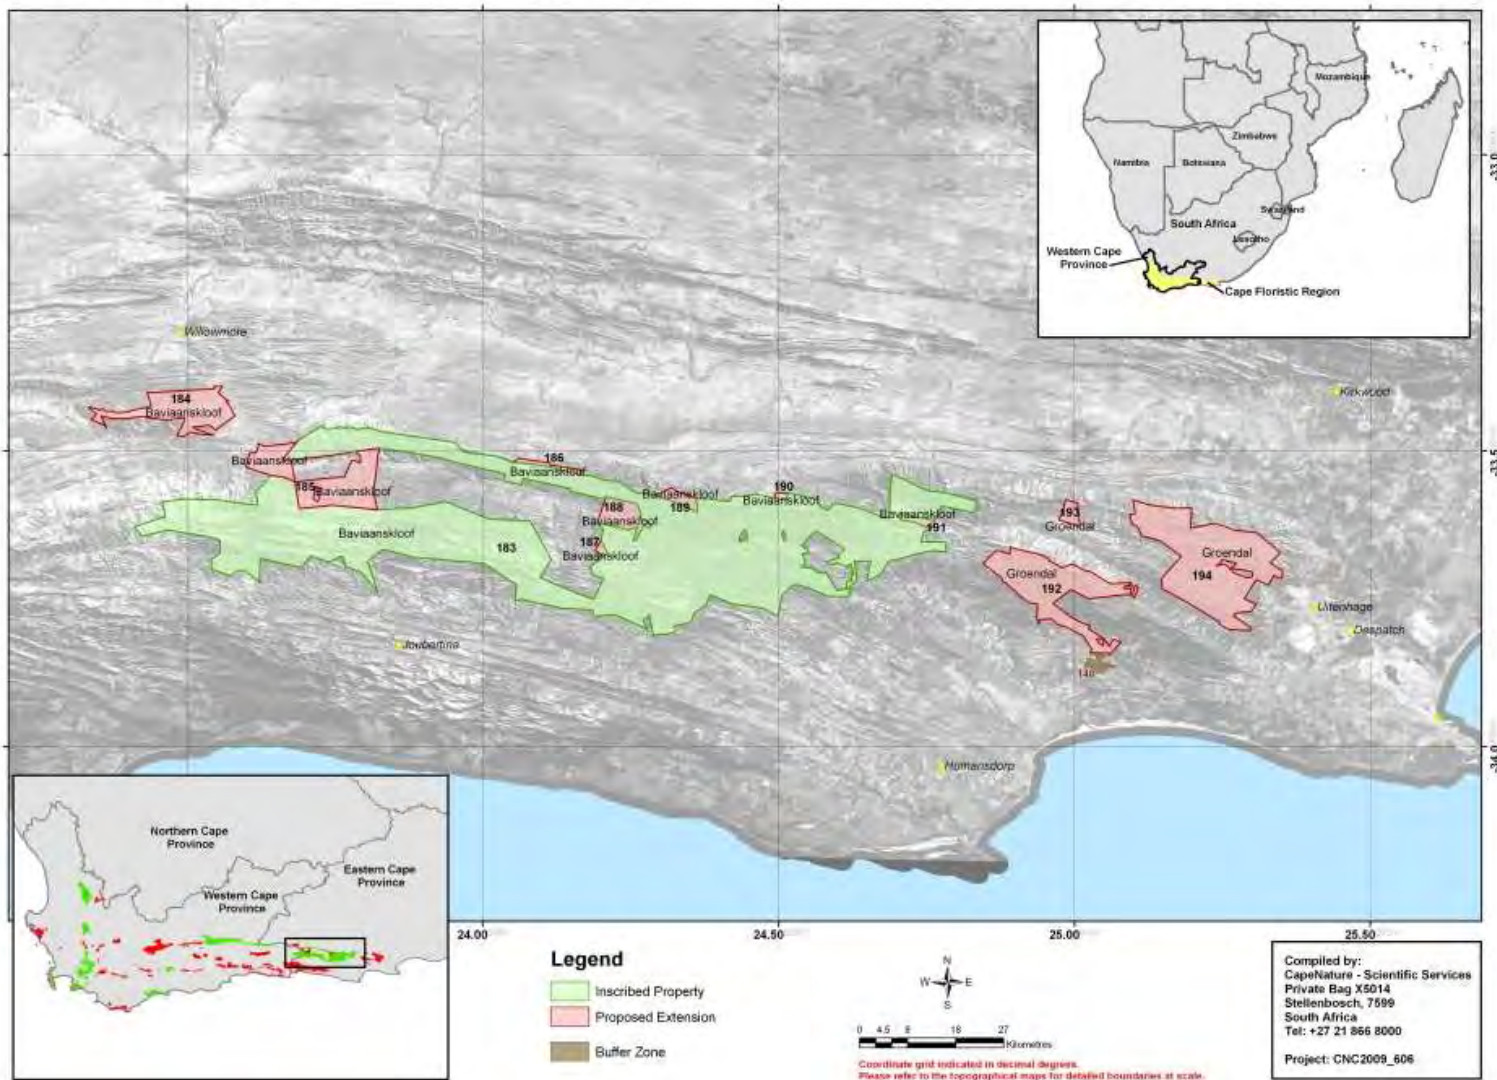 Mozambique
Zimbabwe
Namibia
Botswana
Swaziland
South Africa
Lesotho
Western Cape
Province
Cape Floristic Region
-33.0
Willowmore
Kirkwood
184
Baviaanskloof
-33.5
Baviaanskloof
186
Baviaanskloof
185
Baviaanskloof
Baviaanskloof
189
190
Baviaanskloof
188
Baviaanskloof
Baviaanskloof
191
193
Groendal
Baviaanskloof
183
187
Baviaanskloof
Groendal
192
Groendal
194
Uitenhage
Despatch
Joubertina
140
-34.0
Humansdorp
Northern Cape
Province
Eastern Cape
Province
Western Cape
Province
24.00
24.50
25.00
25.50
Legend
Inscribed Property
Proposed Extension
Buffer Zone
N
W E
S
0 4.5 9 18 27
Kilometres
Coordinate grid indicated in decimal degrees.
Please refer to the topographical maps for detailed boundaries at scale.
Compiled by:
CapeNature - Scientific Services
Private Bag X5014
Stellenbosch, 7599
South Africa
Tel: +27 21 866 8000
Project: CNC2009_606